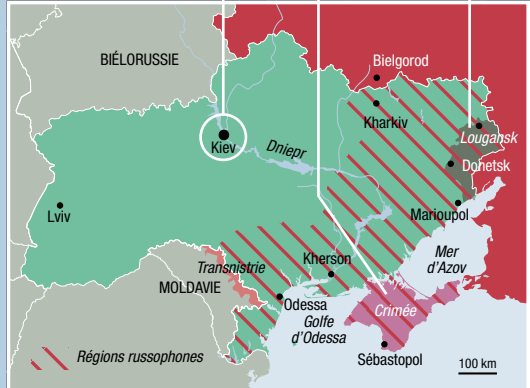 BIÉLORUSSIE
Bielgorod
Kharkiv
Lougansk
Kiev
Dniepr
Donetsk
Lviv
Marioupol
Mer
d'Azov
Kherson
Transnistrie
MOLDAVIE
Odessa
Golfe
d'Odessa
Crimée
Sébastopol
Régions russophones
100 km